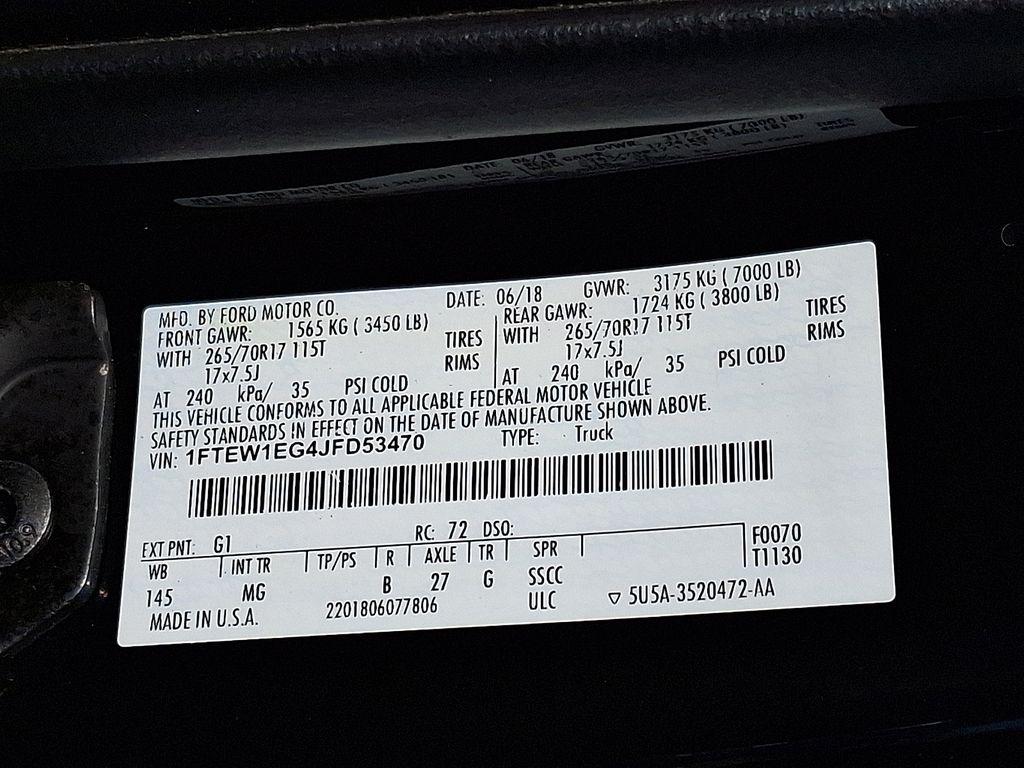 MFD. BY FORD MOTOR CO. DATE: 06/18 GVWR: 3175 KG ( 7000 LB)
FRONT GAWR: 1565 KG ( 3450 LB) REAR GAWR: 1724 KG ( 3800 LB)
WITH 265/70R17 115T TIRES WITH 265/70R17 115T TIRES
17x7.5J RIMS 17x7.5J RIMS
AT 240 kPa/ 35 PSI COLD AT 240 kPa/ 35 PSI COLD
THIS VEHICLE CONFORMS TO ALL APPLICABLE FEDERAL MOTOR VEHICLE
SAFETY STANDARDS IN EFFECT ON THE DATE OF MANUFACTURE SHOWN ABOVE.
VIN: 1FTEW1EG4JFD53470 TYPE: Truck
EXT PNT: G1 RC: 72 DSO: F0070
WB INT TR TP/PS R AXLE TR SPR T1130
145 MG B 27 G SSCC
MADE IN U.S.A. 2201806077806 ULC ▽ 5U5A-3520472-AA